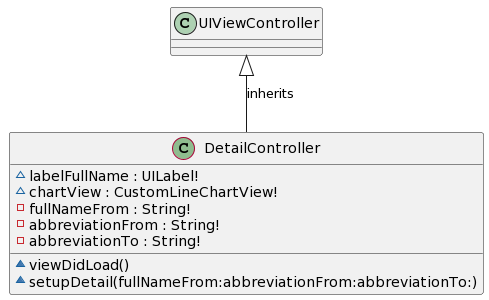 C UIViewController
inherits
C DetailController
labelFullName : UILabel!
chartView : CustomLineChartView!
fullNameFrom : String!
abbreviationFrom : String!
abbreviationTo : String!
viewDidLoad()
setupDetail(fullNameFrom:abbreviationFrom:abbreviationTo:)